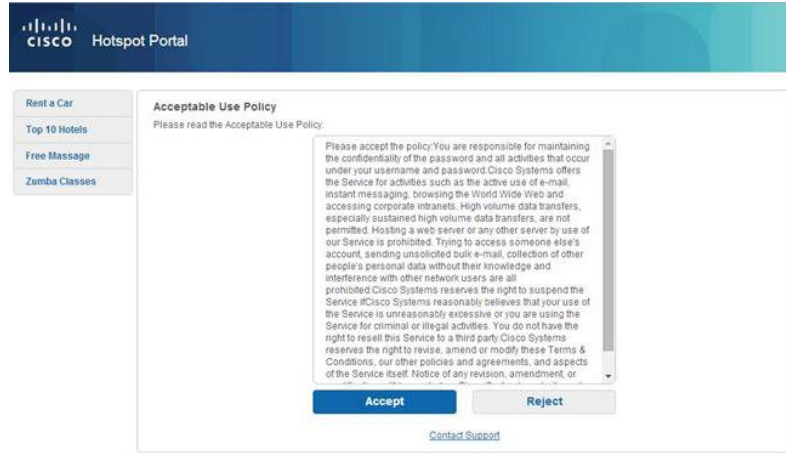 CISCO Hotspot Portal
Rent a Car
Top 10 Hotels
Free Massage
Zumba Classes
Acceptable Use Policy
Please read the Acceptable Use Policy.
Please accept the policy:You are responsible for maintaining
the confidentiality of the password and all activities that occur
under your username and password.Cisco Systems offers
the Service for activities such as the active use of e-mail,
instant messaging, browsing the World Wide Web and
accessing corporate intranets. High volume data transfers,
especially sustained high volume data transfers, are not
permitted. Hosting a web server or any other server by use of
our Service is prohibited. Trying to access someone else's
account, sending unsolicited bulk e-mail, collection of other
people's personal data without their knowledge and
interference with other network users are all
prohibited.Cisco Systems reserves the right to suspend the
Service ifCisco Systems reasonably believes that your use of
the Service is unreasonably excessive or you are using the
Service for criminal or illegal activities. You do not have the
right to resell this Service to a third party.Cisco Systems
reserves the right to revise, amend or modify these Terms &
Conditions, our other policies and agreements, and aspects
of the Service itself. Notice of any revision, amendment, or
Accept Reject
Contact Support